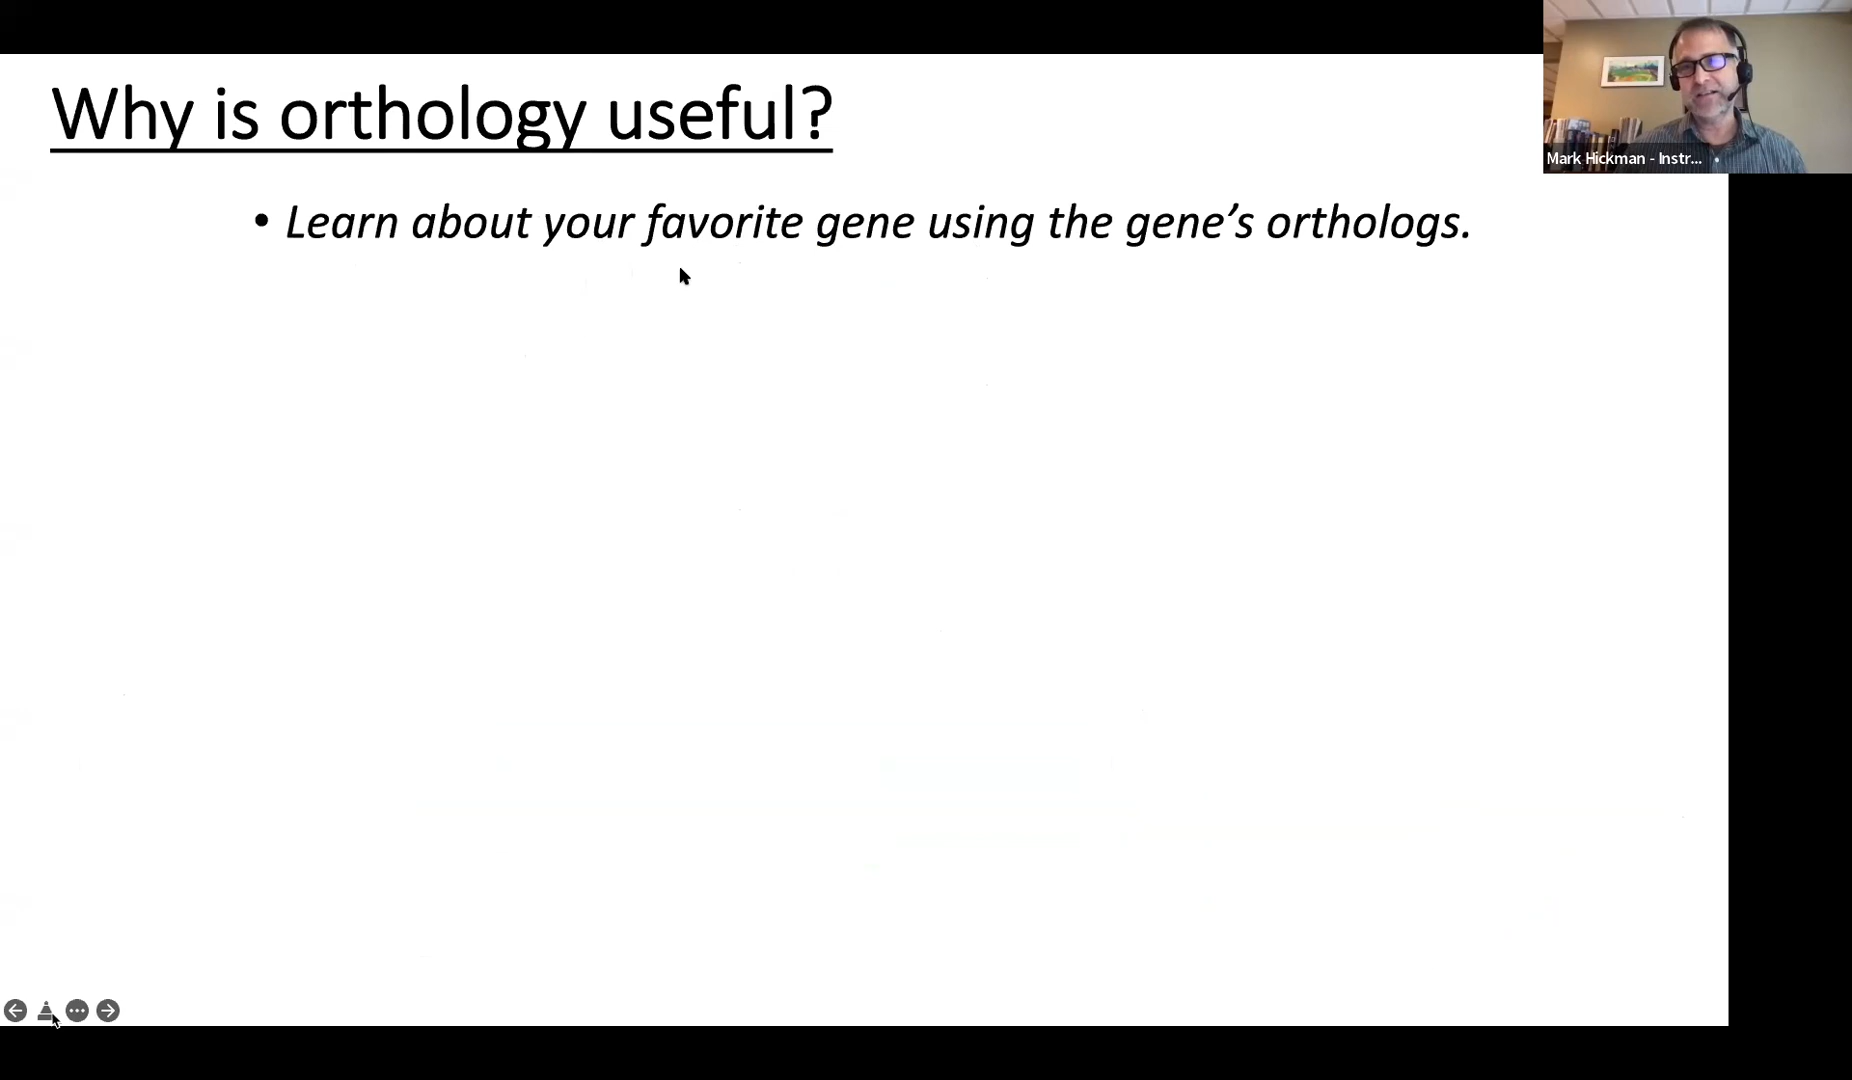 Why is orthology useful?
Mark Hickman - Instr...
• Learn about your favorite gene using the gene’s orthologs.